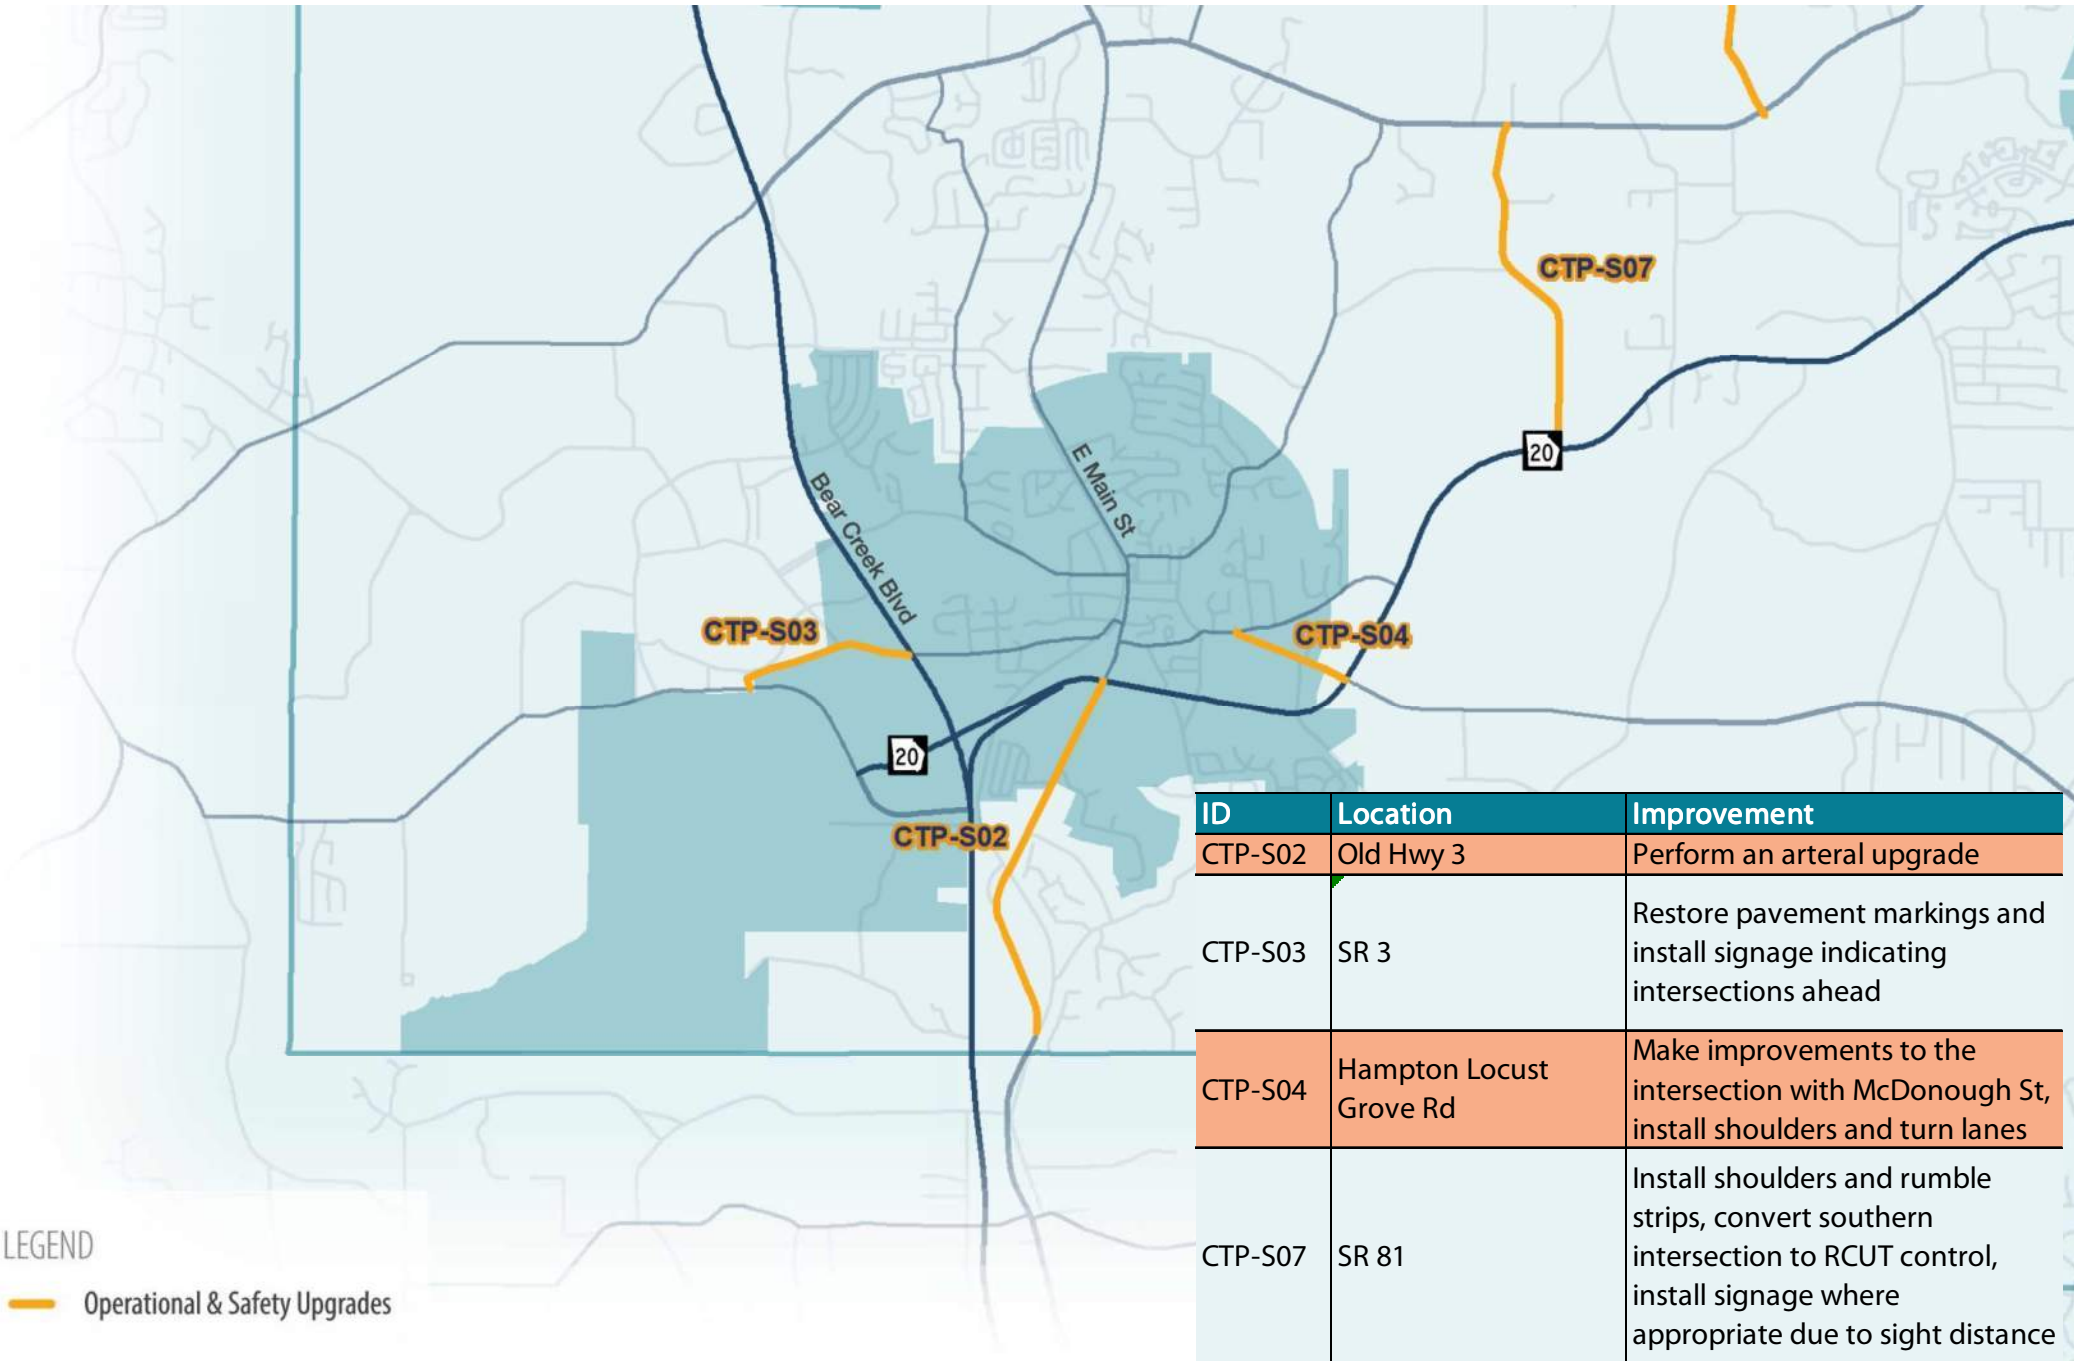 CTP-S07
20
E Main St
Bear Creek Blvd
CTP-S03
CTP-S04
20
CTP-S02
ID Location Improvement
CTP-S02 Old Hwy 3 Perform an arteral upgrade
CTP-S03 SR 3 Restore pavement markings and
install signage indicating
intersections ahead
CTP-S04 Hampton Locust
Grove Rd
Make improvements to the
intersection with McDonough St,
install shoulders and turn lanes
CTP-S07 SR 81 Install shoulders and rumble
strips, convert southern
intersection to RCUT control,
install signage where
appropriate due to sight distance
LEGEND
Operational & Safety Upgrades